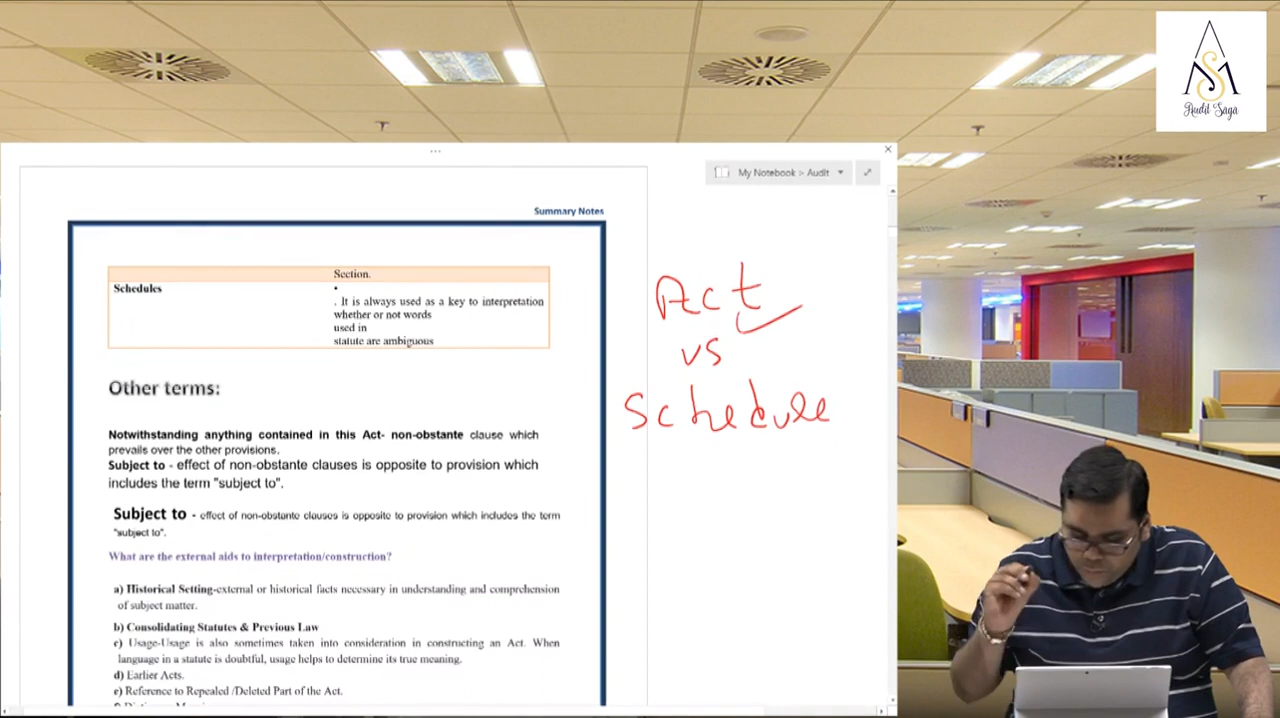 Audit Saga
My Notebook > Audit
Summary Notes
Section.
Schedules
. It is always used as a key to interpretation
whether or not words
used in
statute are ambiguous
Act
vs
Schedule
Other terms:
Notwithstanding anything contained in this Act- non-obstante clause which
prevails over the other provisions.
Subject to - effect of non-obstante clauses is opposite to provision which
includes the term "subject to".
Subject to - effect of non-obstante clauses is opposite to provision which includes the term
"subject to".
What are the external aids to interpretation/construction?
a) Historical Setting-external or historical facts necessary in understanding and comprehension
of subject matter.
b) Consolidating Statutes & Previous Law
c) Usage-Usage is also sometimes taken into consideration in constructing an Act. When
language in a statute is doubtful, usage helps to determine its true meaning.
d) Earlier Acts.
e) Reference to Repealed /Deleted Part of the Act.